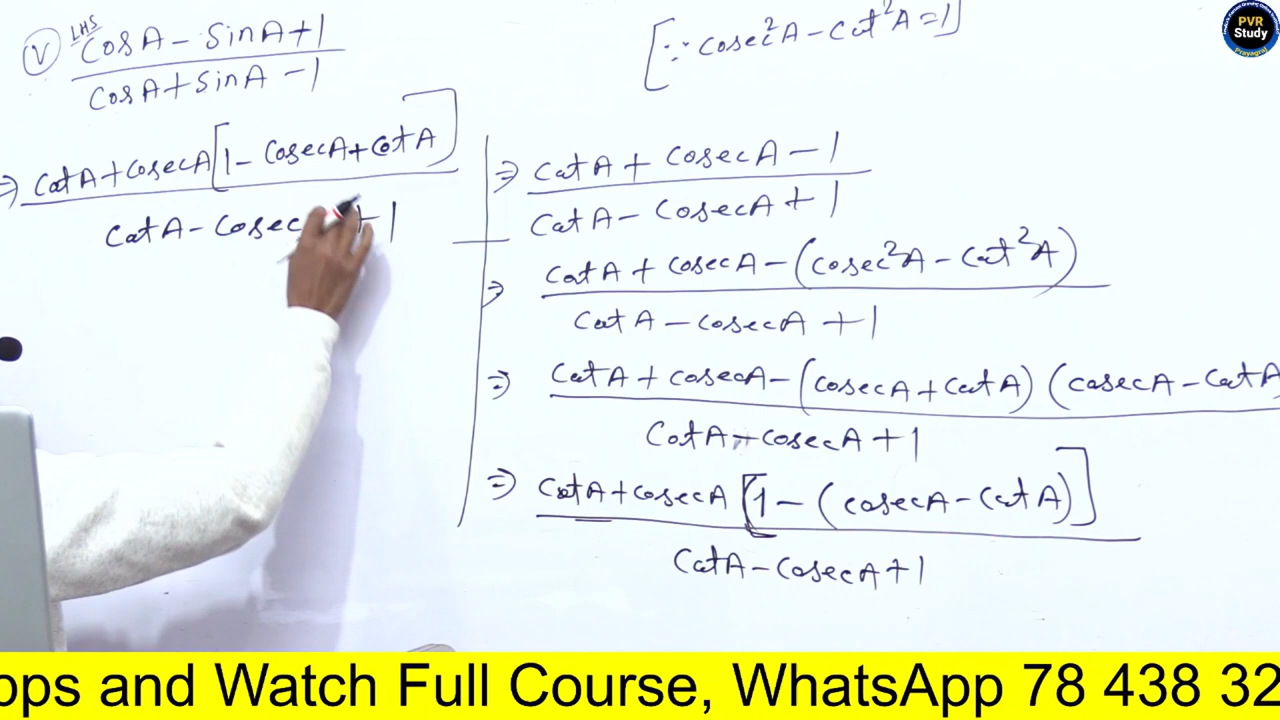 LHS
(V) CosA - SinA+1
CosA+SinA -1
[∵ Cosec²A - Cot²A=1]
PVR
Study
Prayagraj
⇒ CotA+CosecA[1- CosecA+CotA]
CotA - Cosec + 1
⇒ CotA + CosecA - 1
CotA - CosecA + 1
⇒ CotA + CosecA - (Cosec²A - Cot²A)
CotA - CosecA + 1
⇒ CotA + CosecA - (CosecA + CotA) (CosecA - CotA
CotA - CosecA + 1
⇒ CotA+CosecA [1 - (CosecA - CotA)]
CotA - CosecA + 1
ops and Watch Full Course, WhatsApp 78 438 32